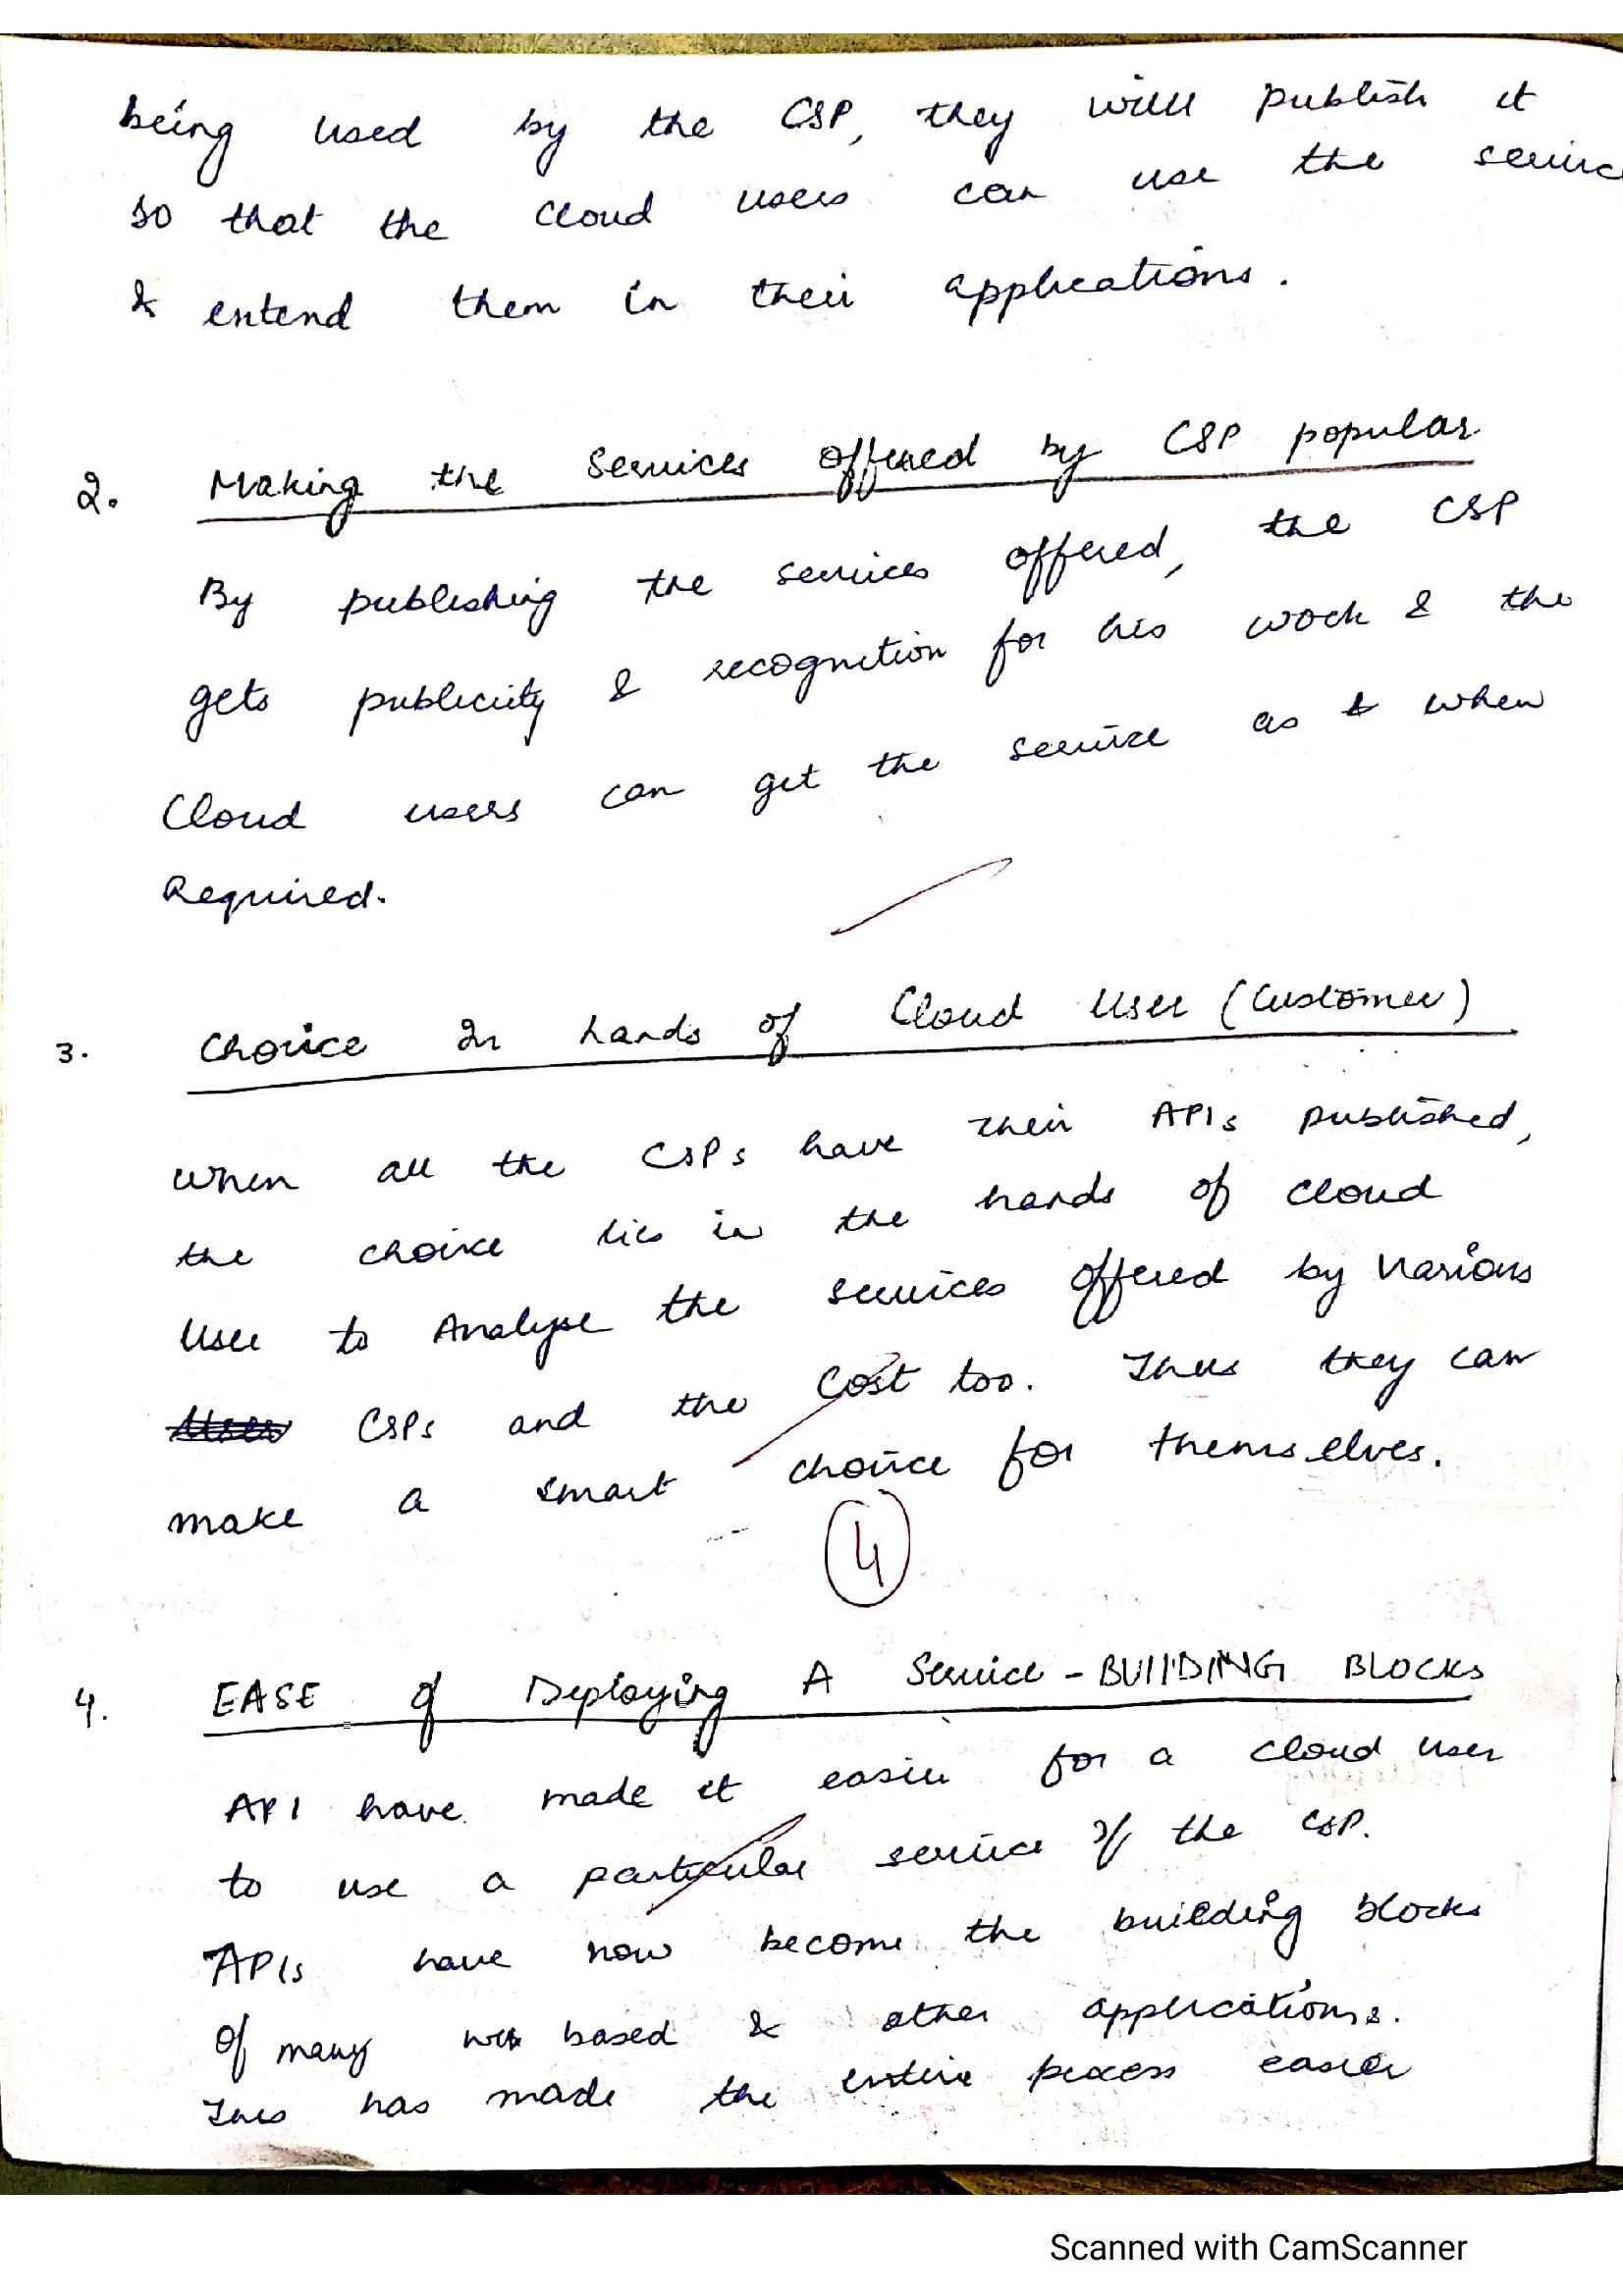 being used by the CSP, they will publish it
so that the cloud users can use the servic
& extend them in their applications.
2. Making the Services offered by CSP popular
By publishing the services offered, the CSP
gets publicity & recognition for his work & the
Cloud users can get the service as & when
Required.
3. Choice In hands of Cloud User (Customer)
When all the CSPs have their APIs published,
the choice lies in the hands of cloud
User to Analyse the services offered by various
CSPs and the Cost too. Thus they can
make a smart choice for themselves.
4
4. EASE of Deploying A Service - BUILDING BLOCKS
API have made it easier for a cloud user
to use a particular service of the CSP.
APIs have now become the building blocks
Of many web based & other applications.
This has made the entire process easier
Scanned with CamScanner